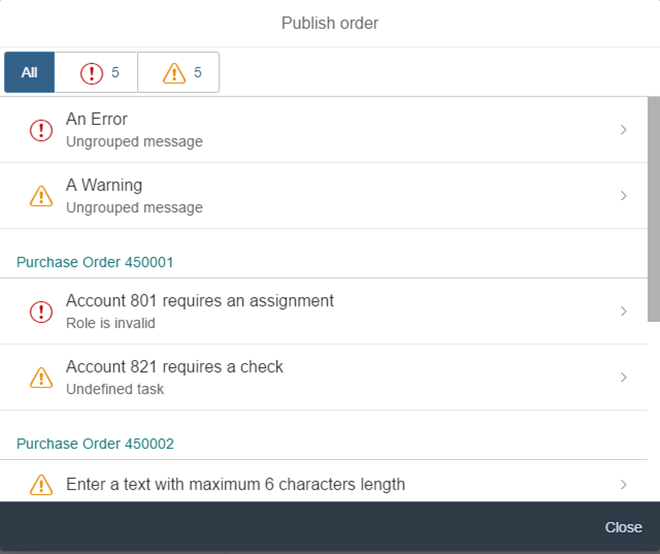 Publish order
All
5
5
An Error
Ungrouped message
A Warning
Ungrouped message
Purchase Order 450001
Account 801 requires an assignment
Role is invalid
Account 821 requires a check
Undefined task
Purchase Order 450002
Enter a text with maximum 6 characters length
Close